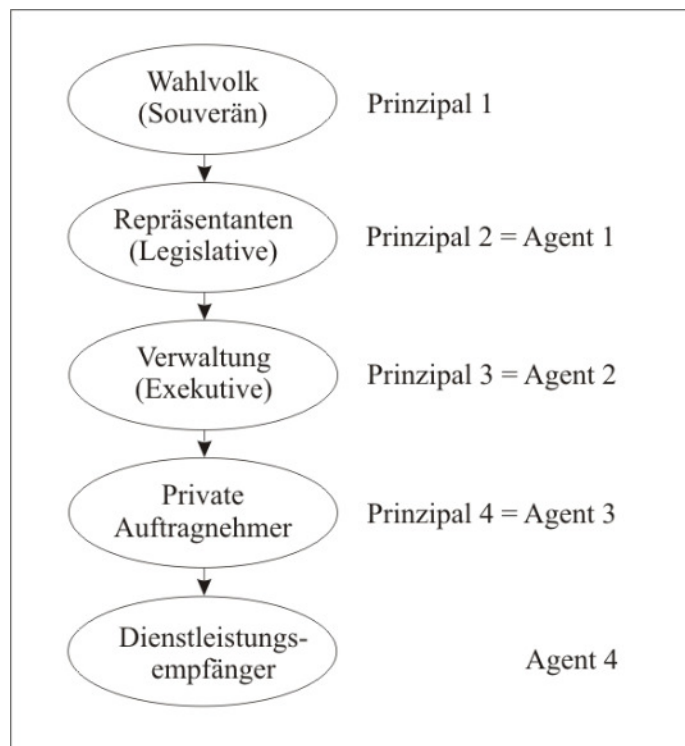 Wahlvolk
(Souverän)
Prinzipal 1
Repräsentanten
(Legislative)
Prinzipal 2 = Agent 1
Verwaltung
(Exekutive)
Prinzipal 3 = Agent 2
Private
Auftragnehmer
Prinzipal 4 = Agent 3
Dienstleistungs-
empfänger
Agent 4